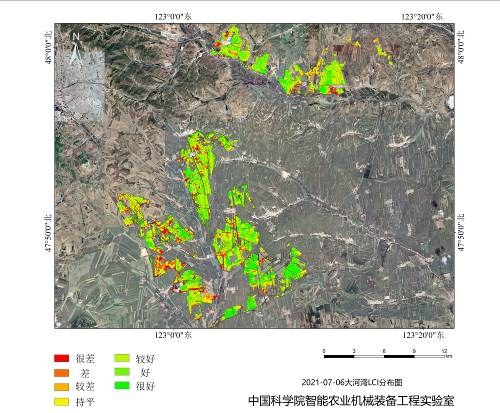 123°0′0″东 123°20′0″东
N
48°0′0″北 48°0′0″北
47°50′0″北 47°50′0″北
123°0′0″东 123°20′0″东
很差 较好
差 好
较差 很好
持平
0 3 6 9 12
km
2021-07-06大河湾LCI分布图
中国科学院智能农业机械装备工程实验室